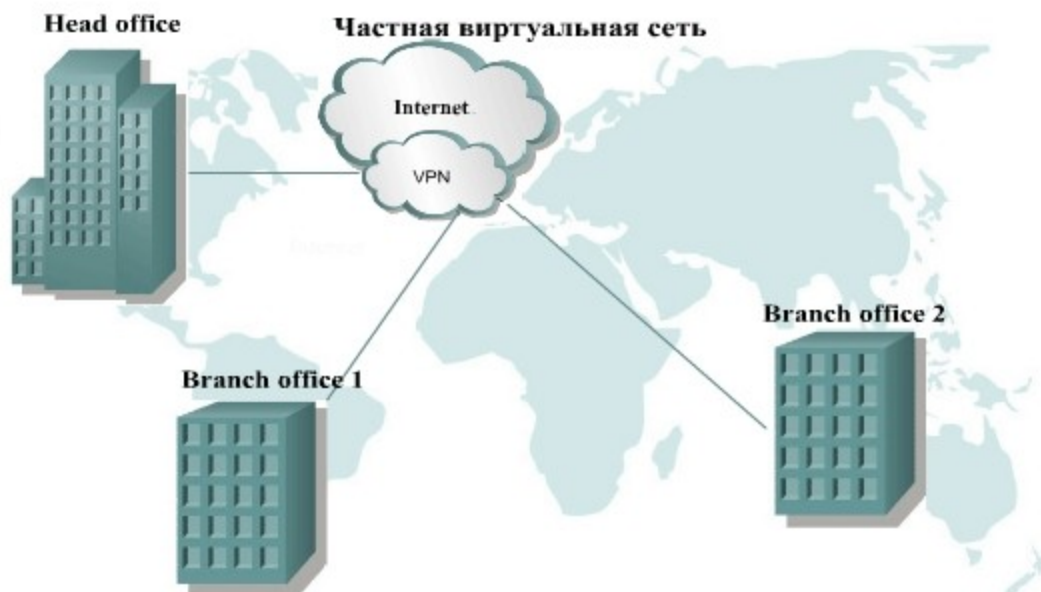 Head office
Частная виртуальная сеть
Internet
VPN
Branch office 2
Branch office 1